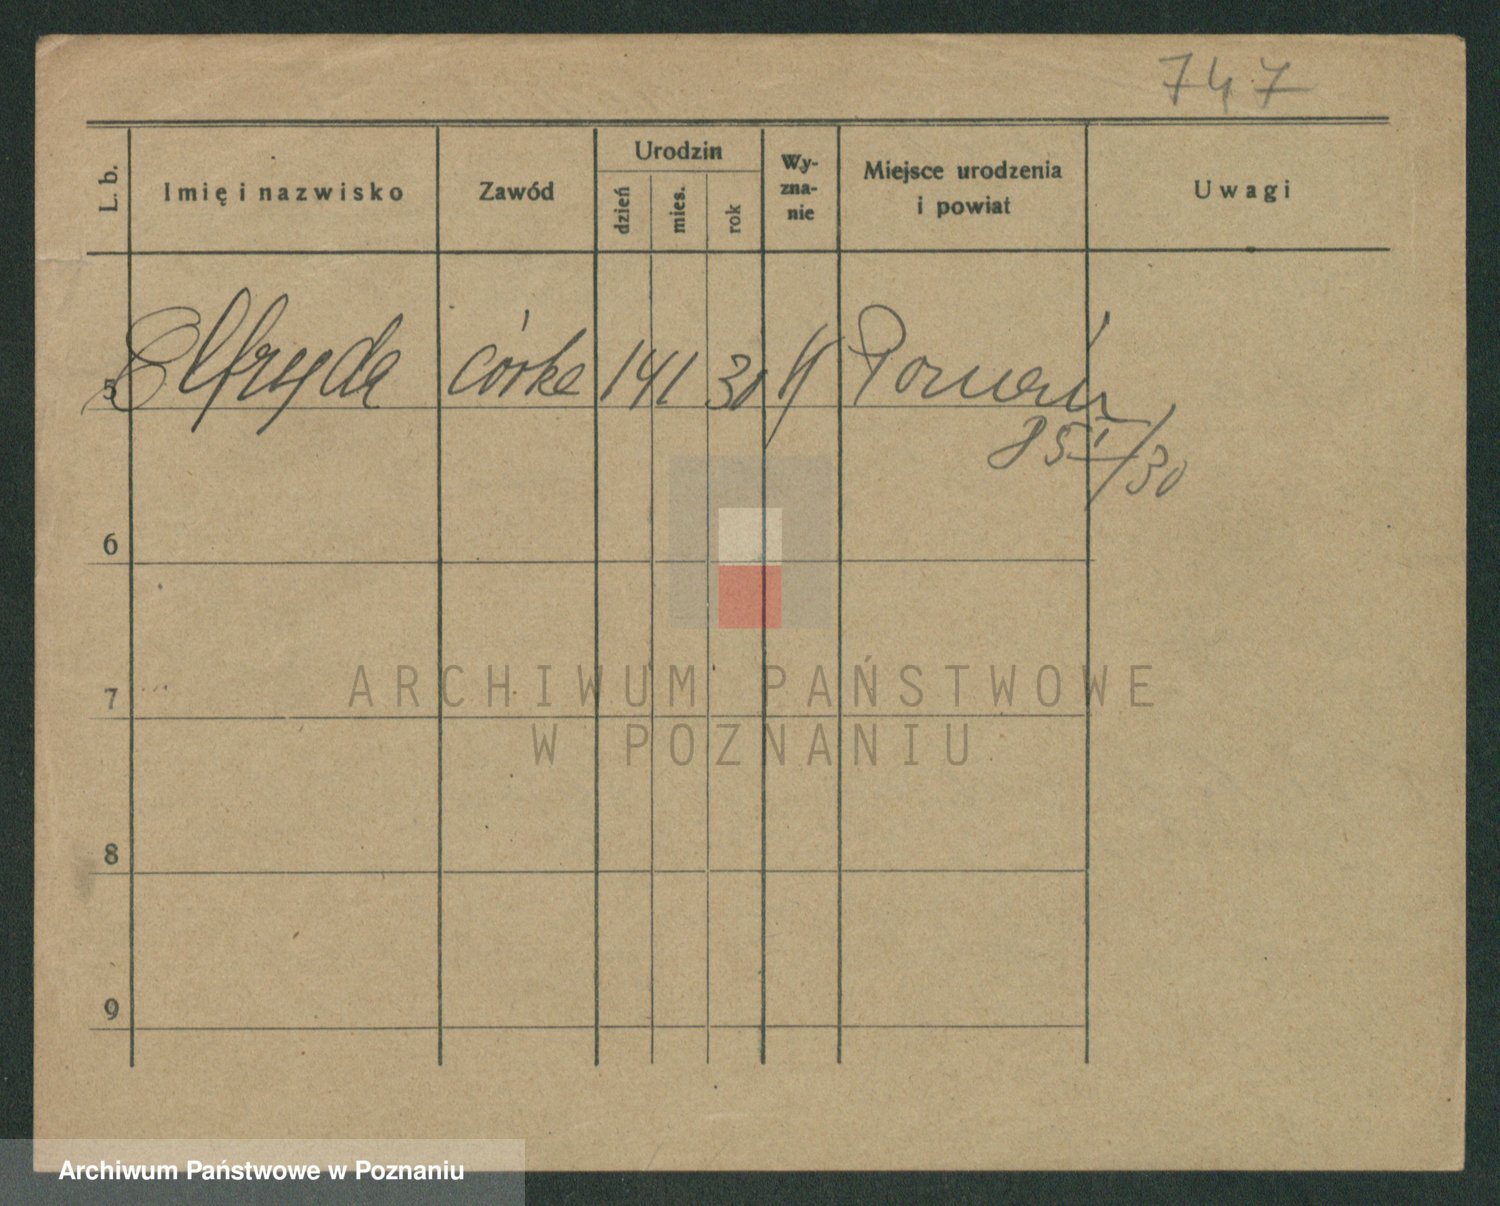 747
L. b. Imię i nazwisko Zawód Urodzin dzień mies. rok Wy-zna-nie Miejsce urodzenia i powiat Uwagi
5 Elfryda córka 14 1 30 Poznań
85 /30
6
7
ARCHIWUM PAŃSTWOWE
W POZNANIU
8
9
Archiwum Państwowe w Poznaniu